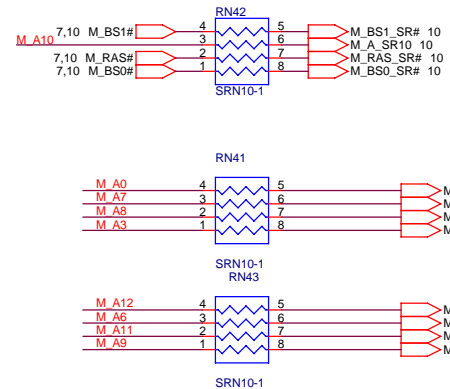 RN42
7,10 M_BS1# 4 5 M_BS1_SR# 10
M_A10 3 6 M_A_SR10 10
7,10 M_RAS# 2 7 M_RAS_SR# 10
7,10 M_BS0# 1 8 M_BS0_SR# 10
SRN10-1
RN41
M_A0 4 5 M
M_A7 3 6 M
M_A8 2 7 M
M_A3 1 8 M
SRN10-1
RN43
M_A12 4 5 M
M_A6 3 6 M
M_A11 2 7 M
M_A9 1 8 M
SRN10-1